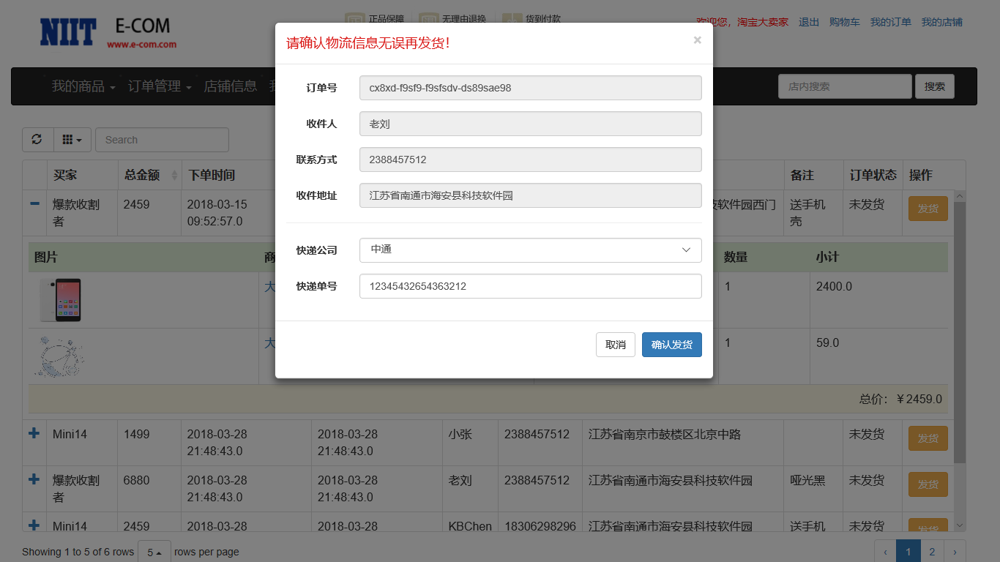 NIIT E-COM
www.e-com.com
正品保障 无理由退换 货到付款
欢迎您，淘宝大卖家 退出 购物车 我的订单 我的店铺
我的商品 订单管理 店铺信息
店内搜索 搜索
请确认物流信息无误再发货！ ×
订单号 cx8xd-f9sf9-f9sfsdv-ds89sae98
收件人 老刘
联系方式 2388457512
收件地址 江苏省南通市海安县科技软件园
快递公司 中通
快递单号 12345432654363212
取消 确认发货
Search
买家 总金额 下单时间 备注 订单状态 操作
爆款收割 2459 2018-03-15 软件园西门 送手机 未发货 发货
者 09:52:57.0 壳
图片 商 数量 小计
大 1 2400.0
大 1 59.0
总价：￥2459.0
Mini14 1499 2018-03-28 2018-03-28 小张 2388457512 江苏省南京市鼓楼区北京中路 未发货 发货
21:48:43.0 21:48:43.0
爆款收割 6880 2018-03-28 2018-03-28 老刘 2388457512 江苏省南通市海安县科技软件园 哑光黑 未发货 发货
者 21:48:43.0 21:48:43.0
Mini14 2459 2018-03-28 2018-03-28 KBChen 18306298296 江苏省南通市海安县科技软件园 送手机 未发货 发货
Showing 1 to 5 of 6 rows 5 rows per page ‹ 1 2 ›